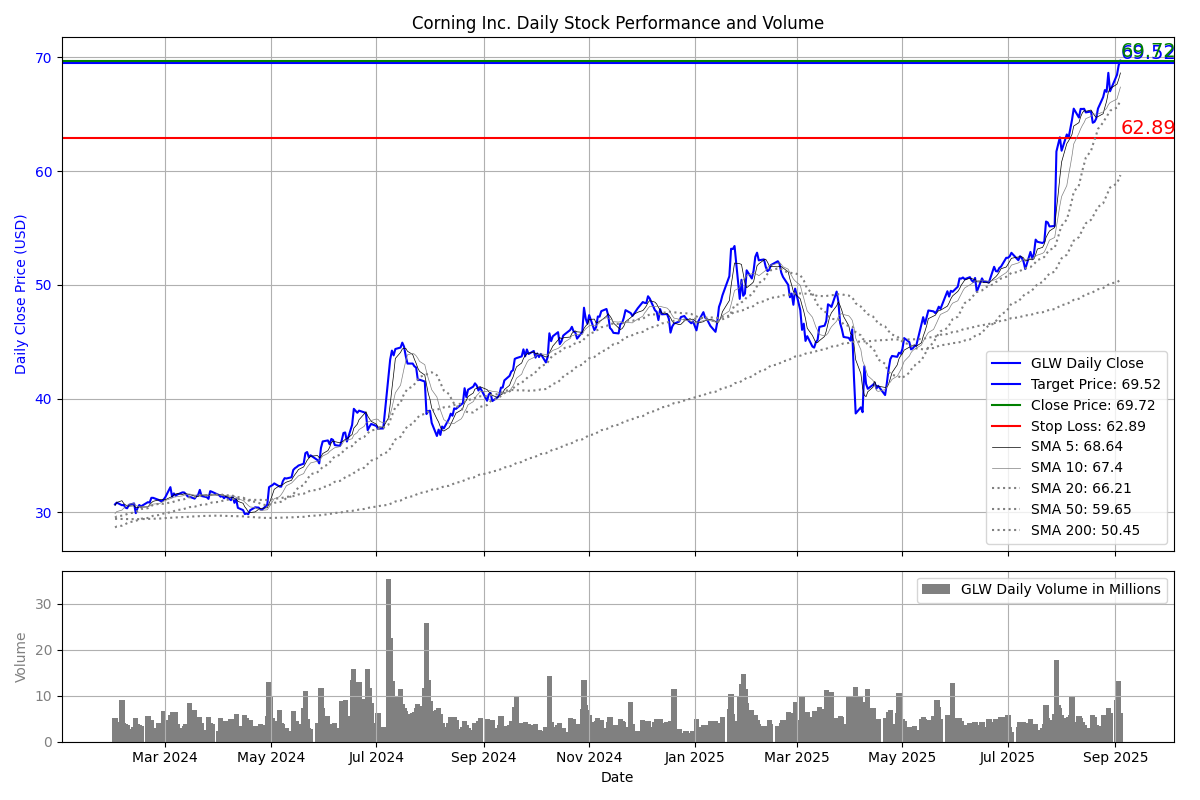 Corning Inc. Daily Stock Performance and Volume
Daily Close Price (USD)
70
60
50
40
30
69.72
69.52
62.89
GLW Daily Close
Target Price: 69.52
Close Price: 69.72
Stop Loss: 62.89
SMA 5: 68.64
SMA 10: 67.4
SMA 20: 66.21
SMA 50: 59.65
SMA 200: 50.45
Volume
30
20
10
0
GLW Daily Volume in Millions
Mar 2024
May 2024
Jul 2024
Sep 2024
Nov 2024
Jan 2025
Mar 2025
May 2025
Jul 2025
Sep 2025
Date